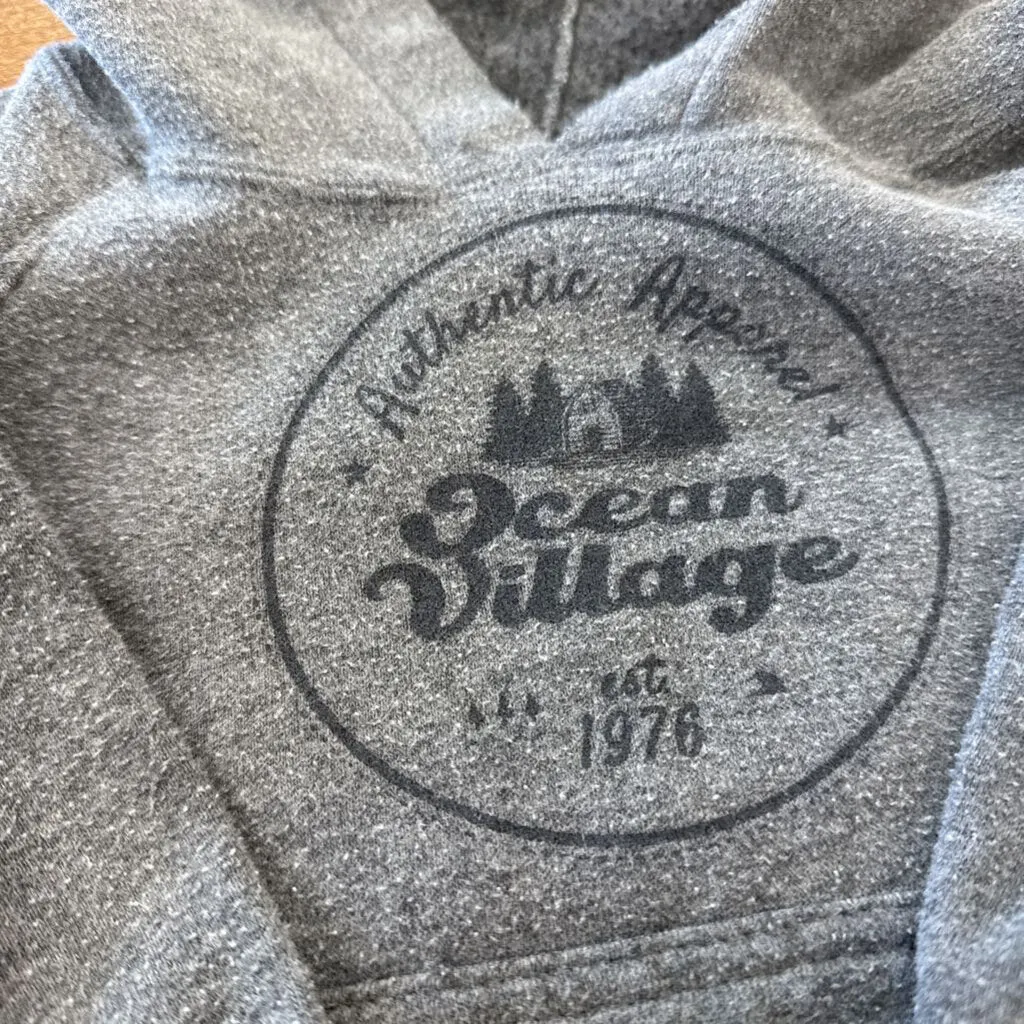 Authentic Apparel
Ocean
Village
est.
1976